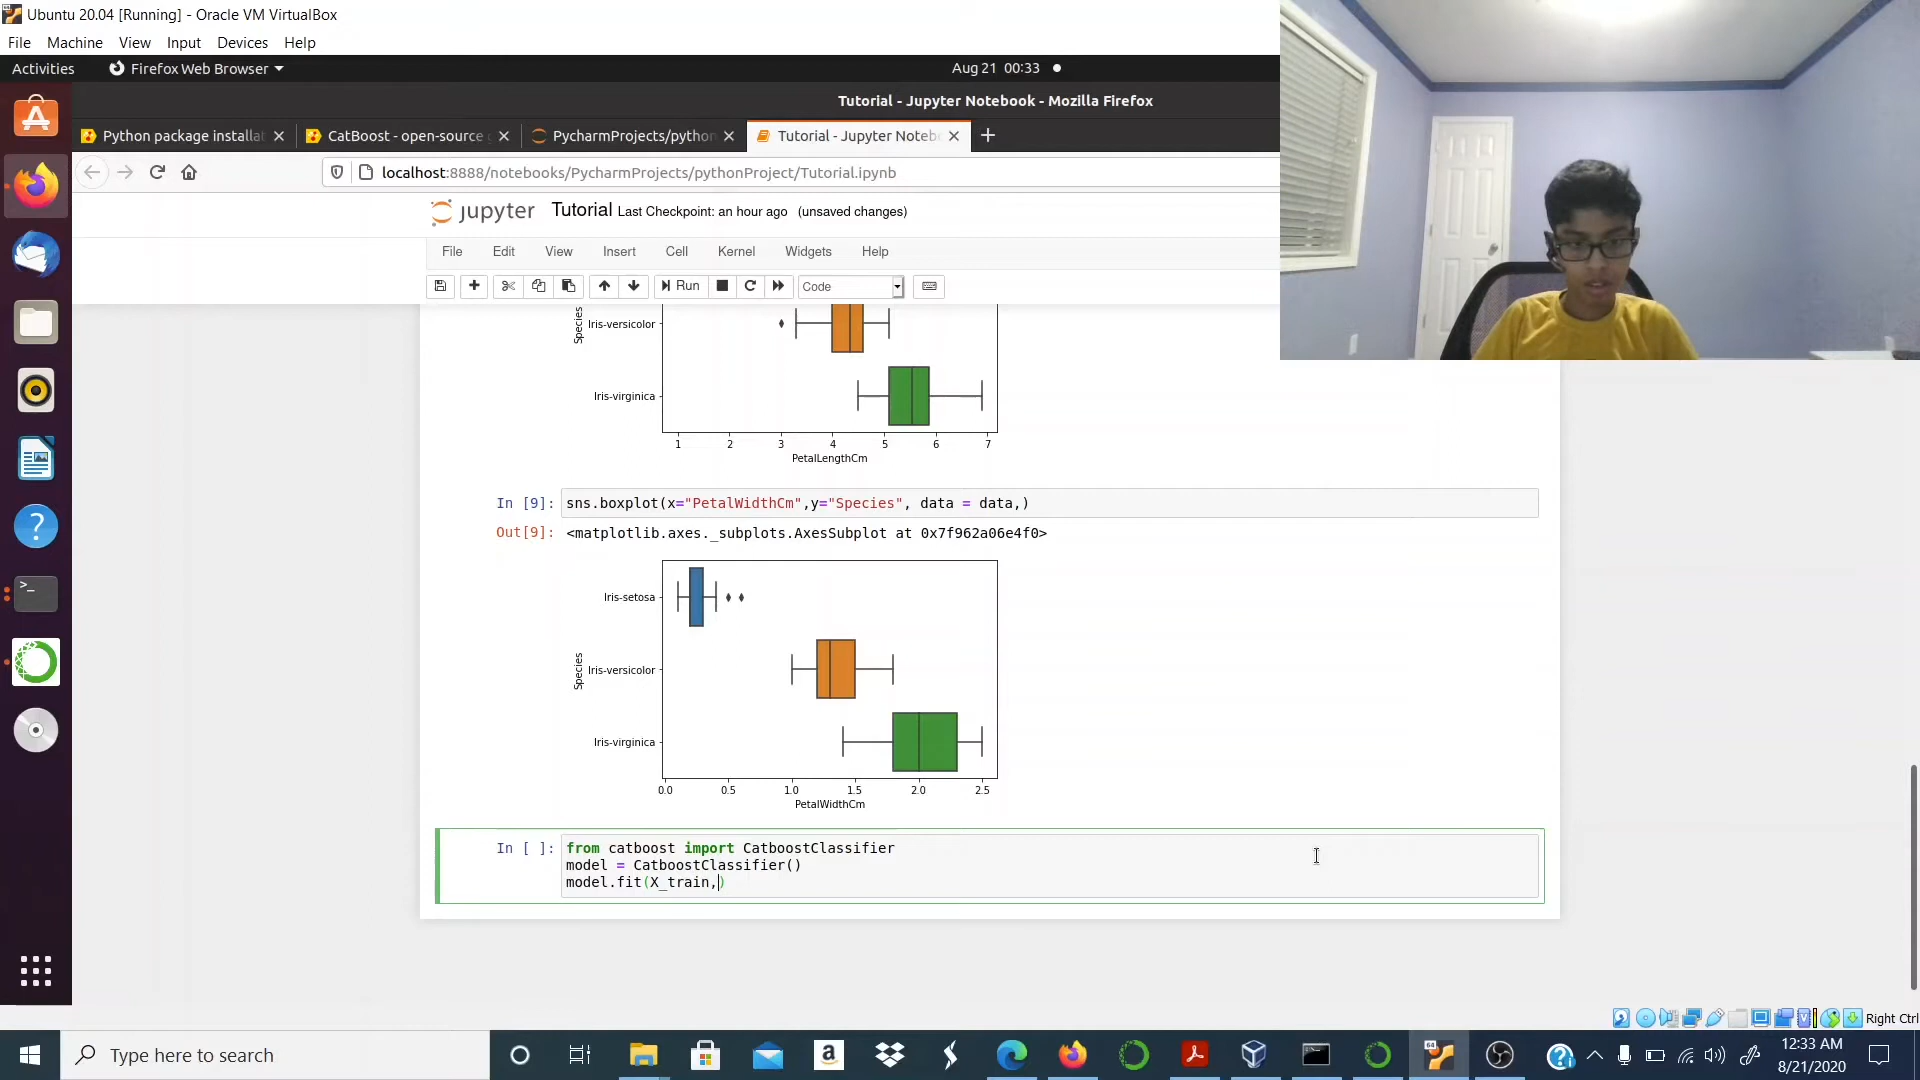 Ubuntu 20.04 [Running] - Oracle VM VirtualBox
File Machine View Input Devices Help
Activities Firefox Web Browser Aug 21 00:33
Tutorial - Jupyter Notebook - Mozilla Firefox
Python package installat CatBoost - open-source PycharmProjects/python Tutorial - Jupyter Noteb
localhost:8888/notebooks/PycharmProjects/pythonProject/Tutorial.ipynb
jupyter Tutorial Last Checkpoint: an hour ago (unsaved changes)
File Edit View Insert Cell Kernel Widgets Help
Run Code
Species
Iris-versicolor
Iris-virginica
1 2 3 4 5 6 7
PetalLengthCm
In [9]: sns.boxplot(x="PetalWidthCm",y="Species", data = data,)
Out[9]: <matplotlib.axes._subplots.AxesSubplot at 0x7f962a06e4f0>
Iris-setosa
Species
Iris-versicolor
Iris-virginica
0.0 0.5 1.0 1.5 2.0 2.5
PetalWidthCm
In [ ]: from catboost import CatboostClassifier
model = CatboostClassifier()
model.fit(X_train,)
Right Ctrl
Type here to search
12:33 AM
8/21/2020